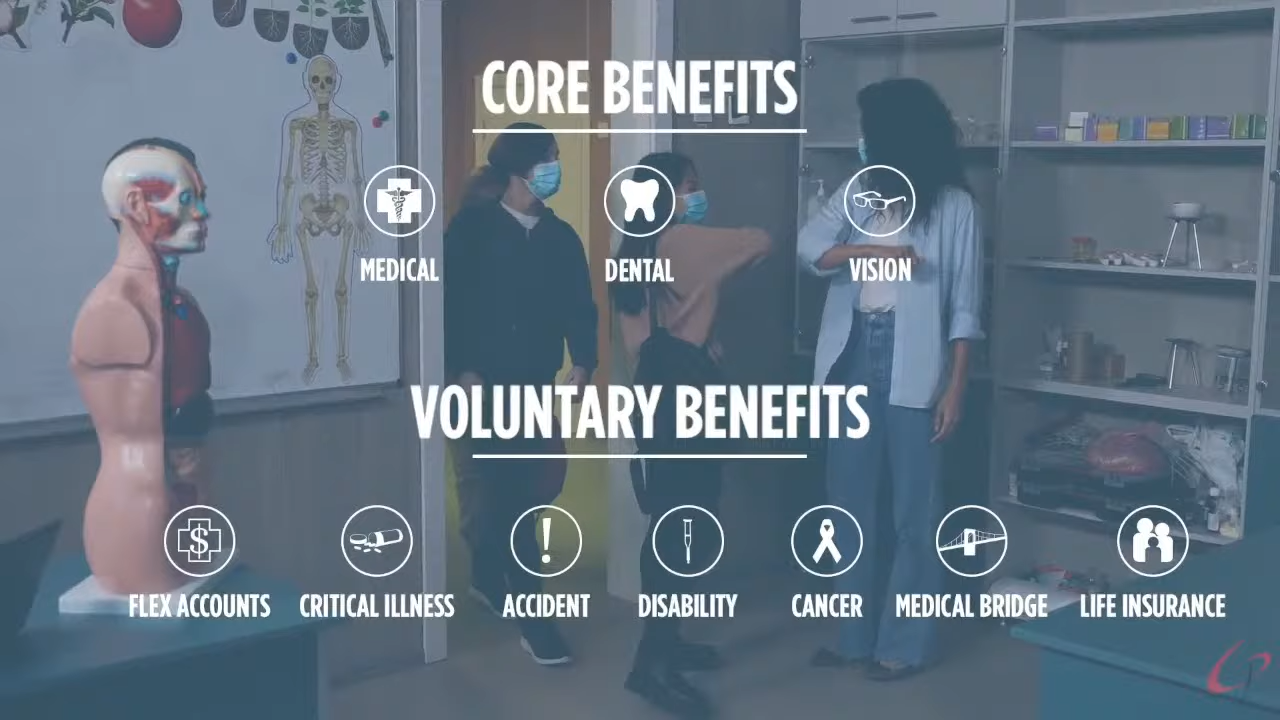 CORE BENEFITS
MEDICAL DENTAL VISION
VOLUNTARY BENEFITS
$
FLEX ACCOUNTS CRITICAL ILLNESS ACCIDENT DISABILITY CANCER MEDICAL BRIDGE LIFE INSURANCE